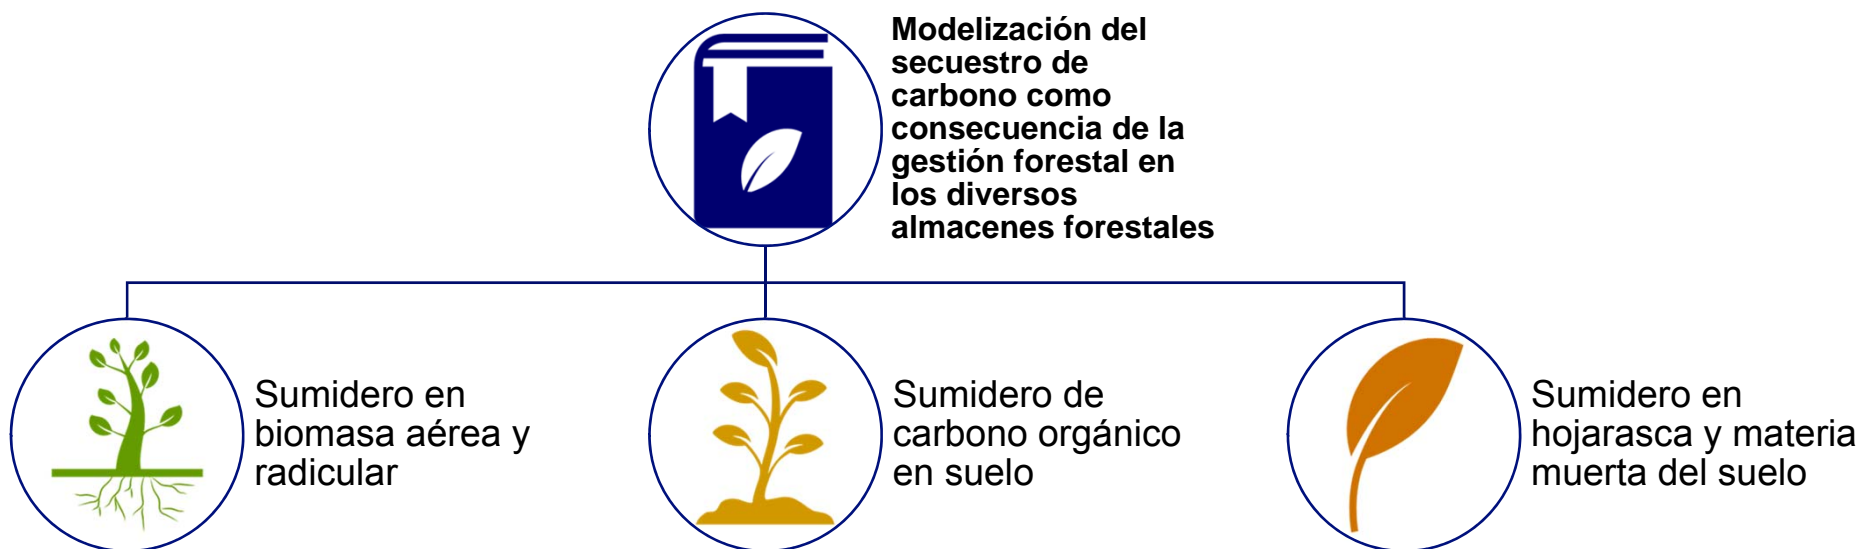 Modelización del
secuestro de
carbono como
consecuencia de la
gestión forestal en
los diversos
almacenes forestales
Sumidero en
biomasa aérea y
radicular
Sumidero de
carbono orgánico
en suelo
Sumidero en
hojarasca y materia
muerta del suelo